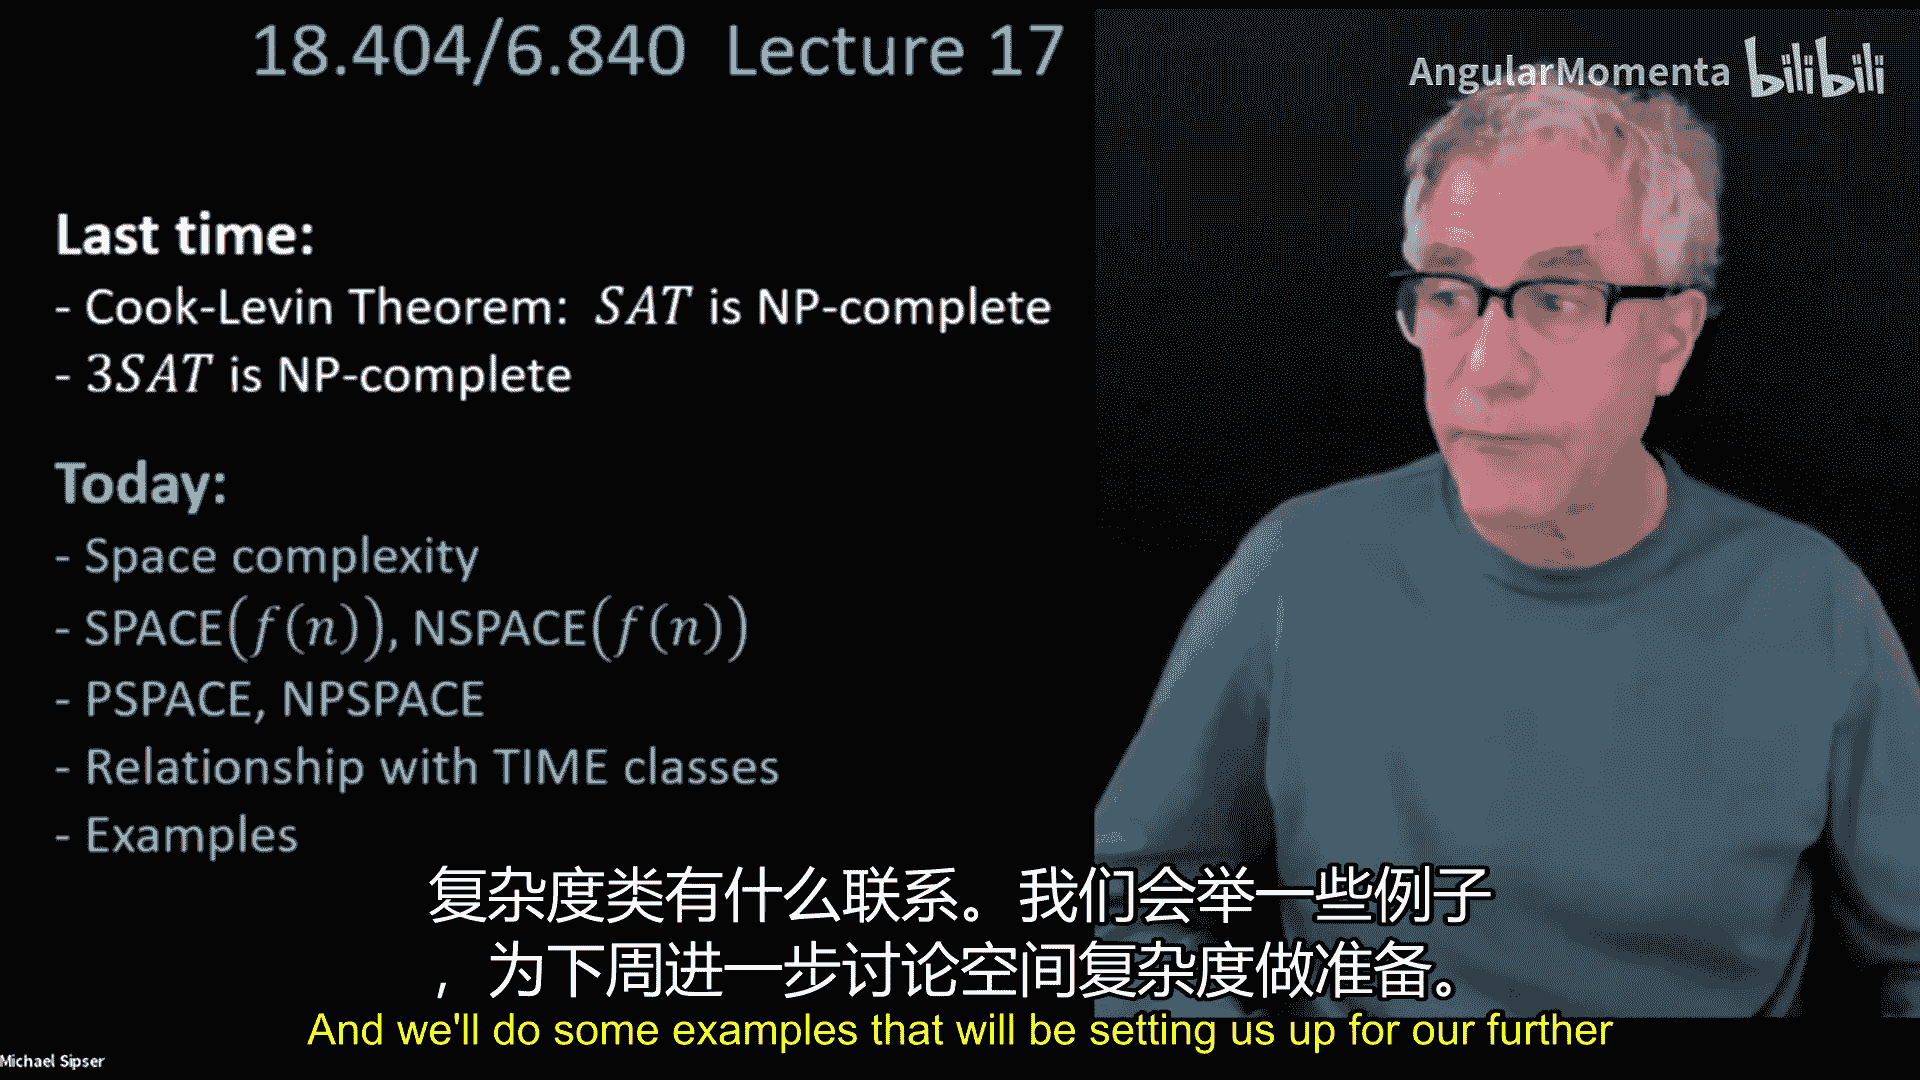 18.404/6.840 Lecture 17
AngularMomenta bilibili
Last time:
- Cook-Levin Theorem: SAT is NP-complete
- 3SAT is NP-complete
Today:
- Space complexity
- SPACE(f(n)), NSPACE(f(n))
- PSPACE, NPSPACE
- Relationship with TIME classes
- Examples
复杂度类有什么联系。我们会举一些例子
，为下周进一步讨论空间复杂度做准备。
And we'll do some examples that will be setting us up for our further
Michael Sipser